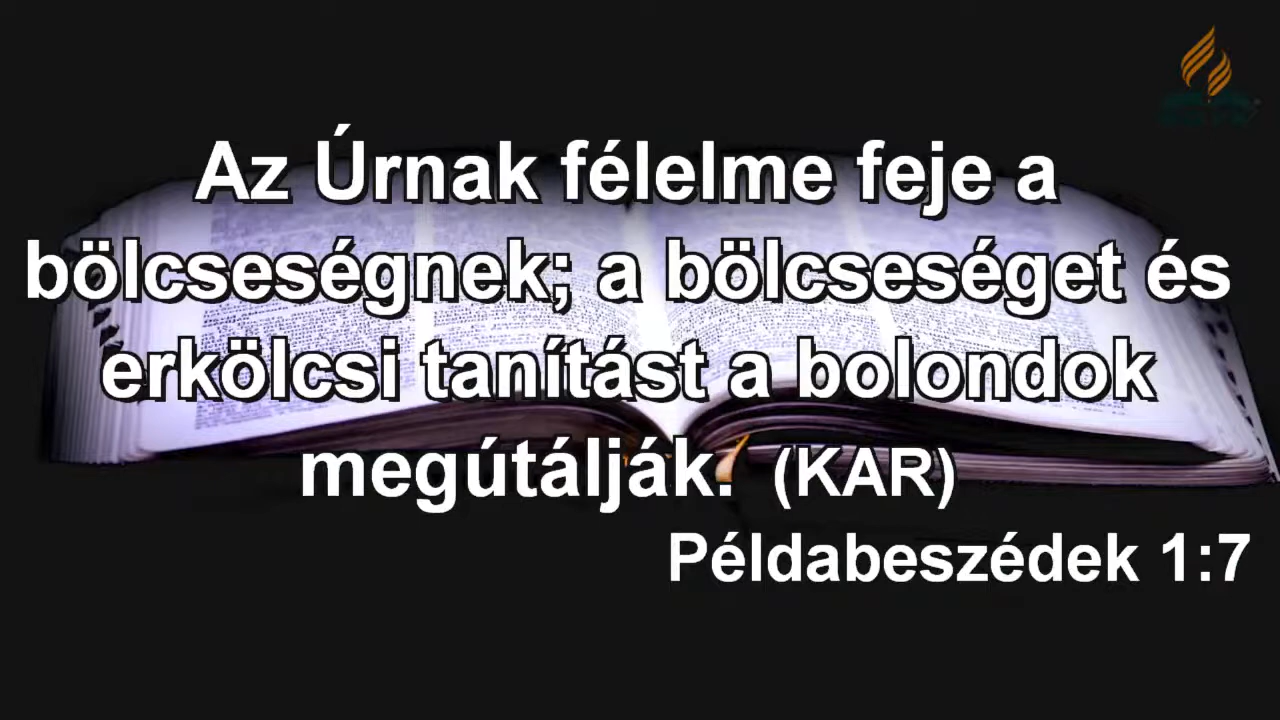 Az Úrnak félelme feje a
bölcseségnek; a bölcseséget és
erkölcsi tanítást a bolondok
megútálják. (KAR)
Példabeszédek 1:7